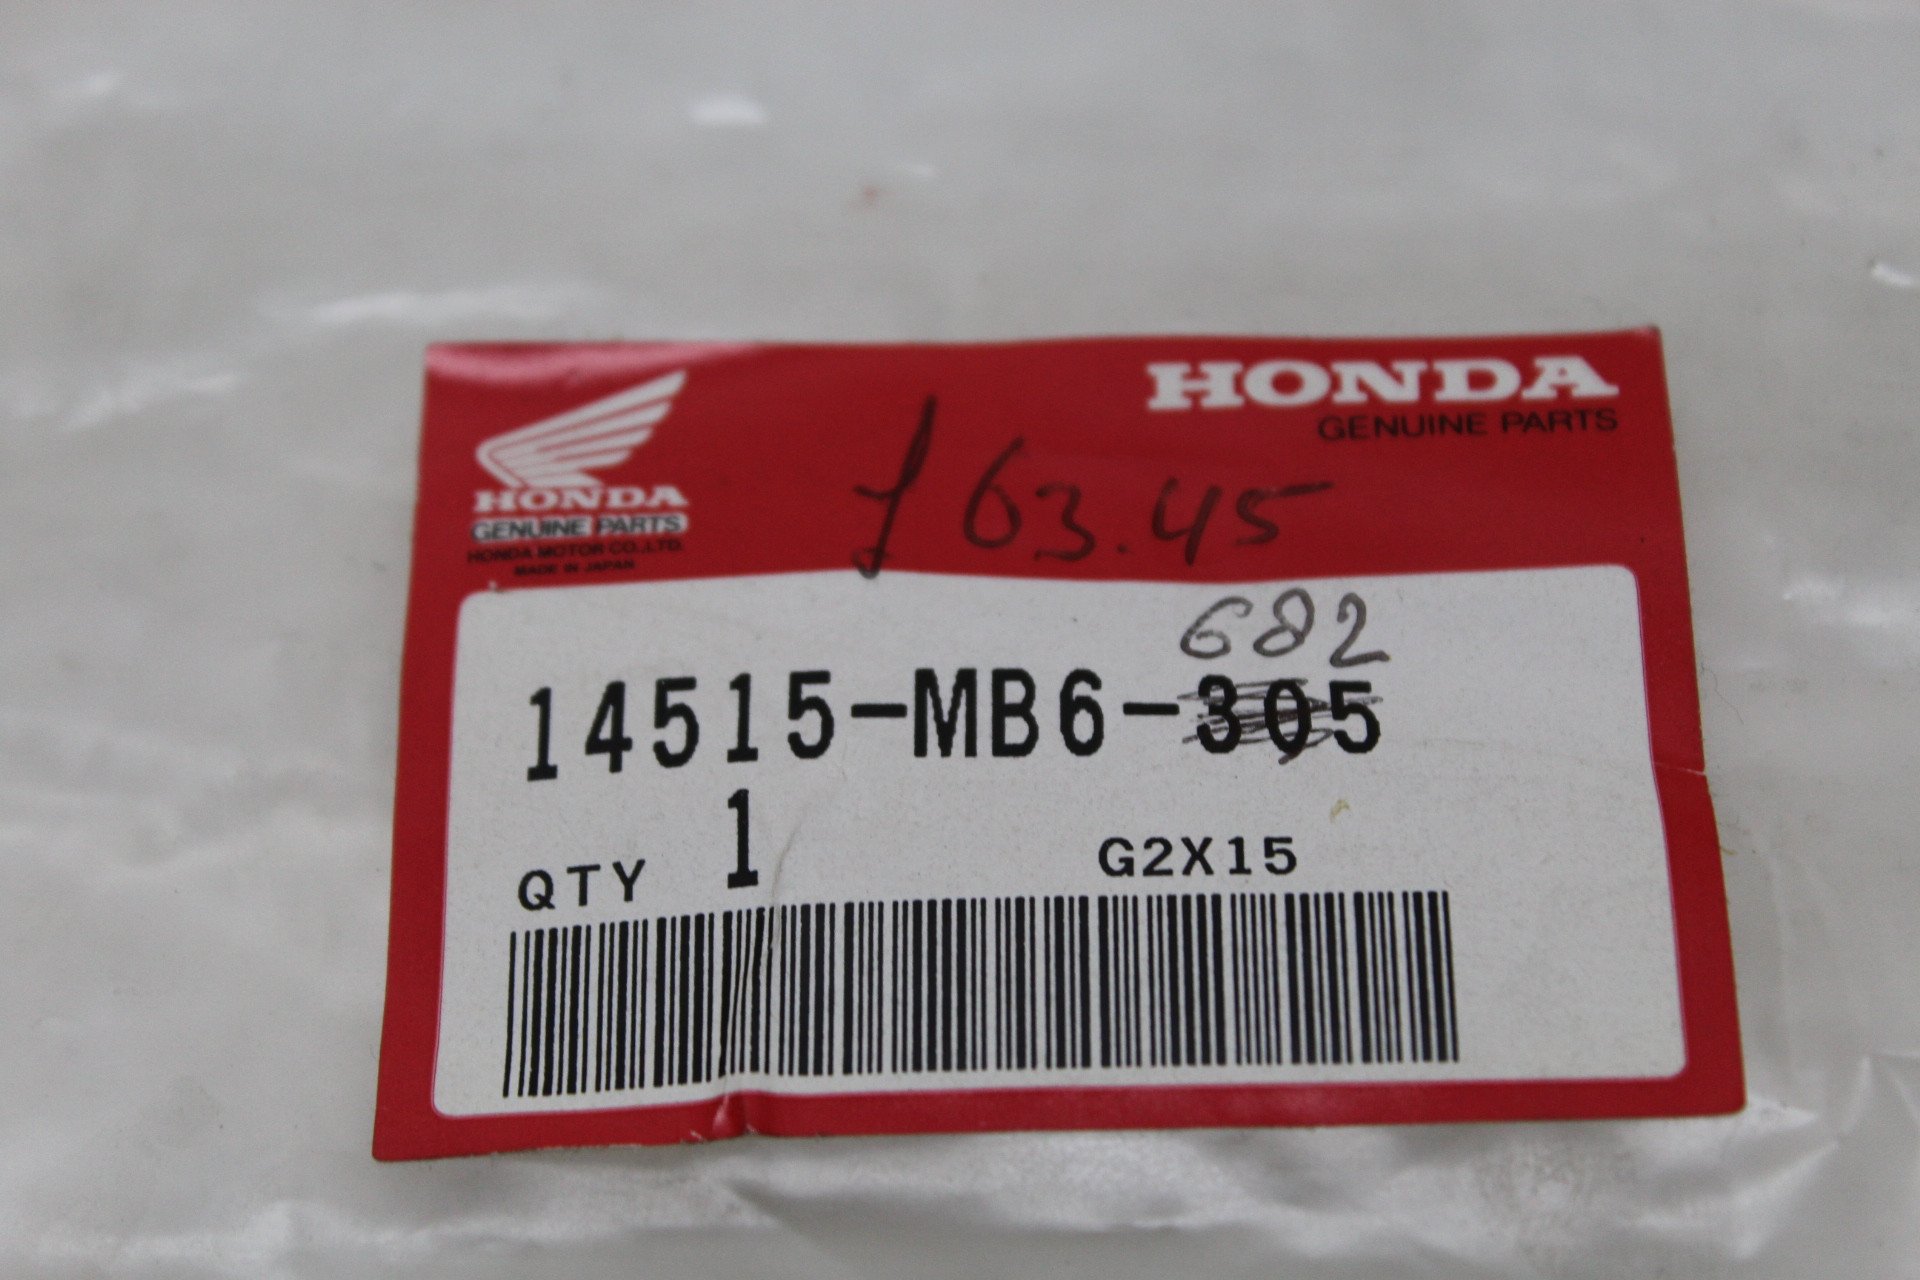 HONDA
GENUINE PARTS
HONDA
GENUINE PARTS
HONDA MOTOR CO.,LTD.
MADE IN JAPAN
ƒ 63.45
682
14515-MB6-305
QTY 1 G2X15